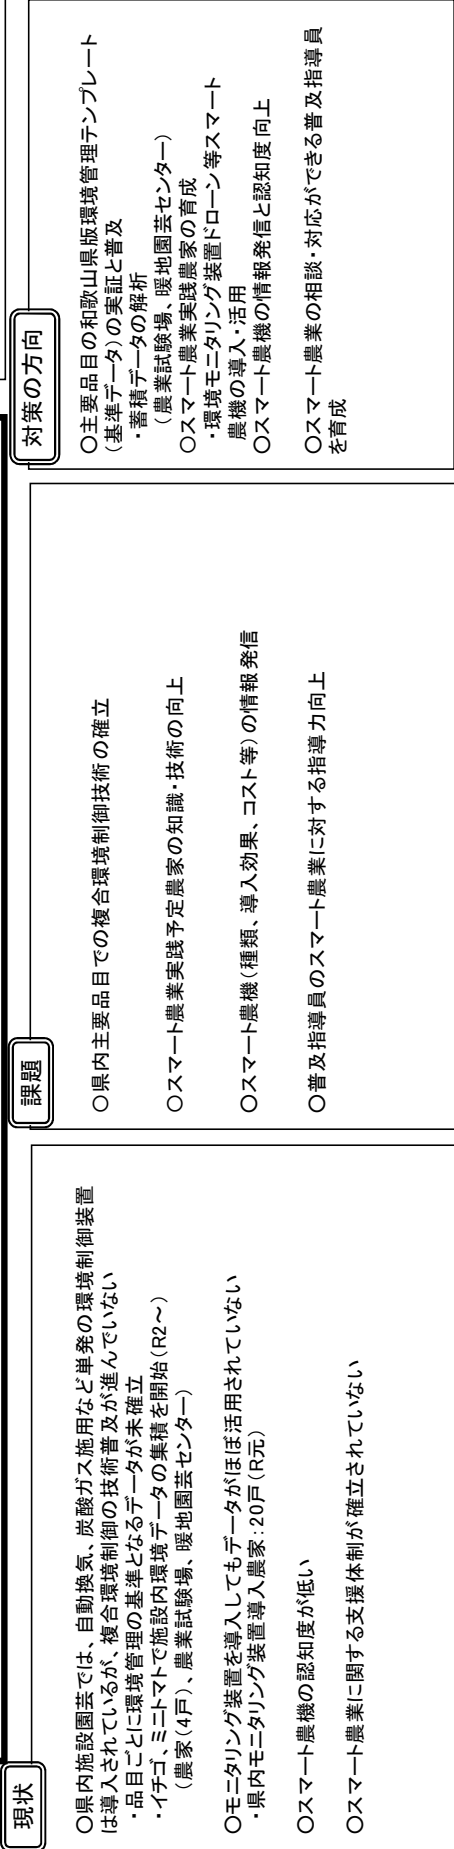 現状
○県内施設園芸では、自動換気、炭酸ガス施用など単発の環境制御装置
は導入されているが、複合環境制御の技術普及が進んでいない
・品目ごとに環境管理の基準となるデータが未確立
・イチゴ、ミニトマトで施設内環境データの集積を開始(R2～)
(農家(4戸)、農業試験場、暖地園芸センター)
○モニタリング装置を導入してもデータがほぼ活用されていない
・県内モニタリング装置導入農家:20戸(R元)
○スマート農機の認知度が低い
○スマート農業に関する支援体制が確立されていない
課題
○県内主要品目での複合環境制御技術の確立
○スマート農業実践予定農家の知識・技術の向上
○スマート農機(種類、導入効果、コスト等)の情報発信
○普及指導員のスマート農業に対する指導力向上
対策の方向
○主要品目の和歌山県版環境管理テンプレート
(基準データ)の実証と普及
・蓄積データの解析
(農業試験場、暖地園芸センター)
○スマート農業実践農家の育成
・環境モニタリング装置ドローン等スマート
農機の導入・活用
○スマート農機の情報発信と認知度向上
○スマート農業の相談・対応ができる普及指導員
を育成